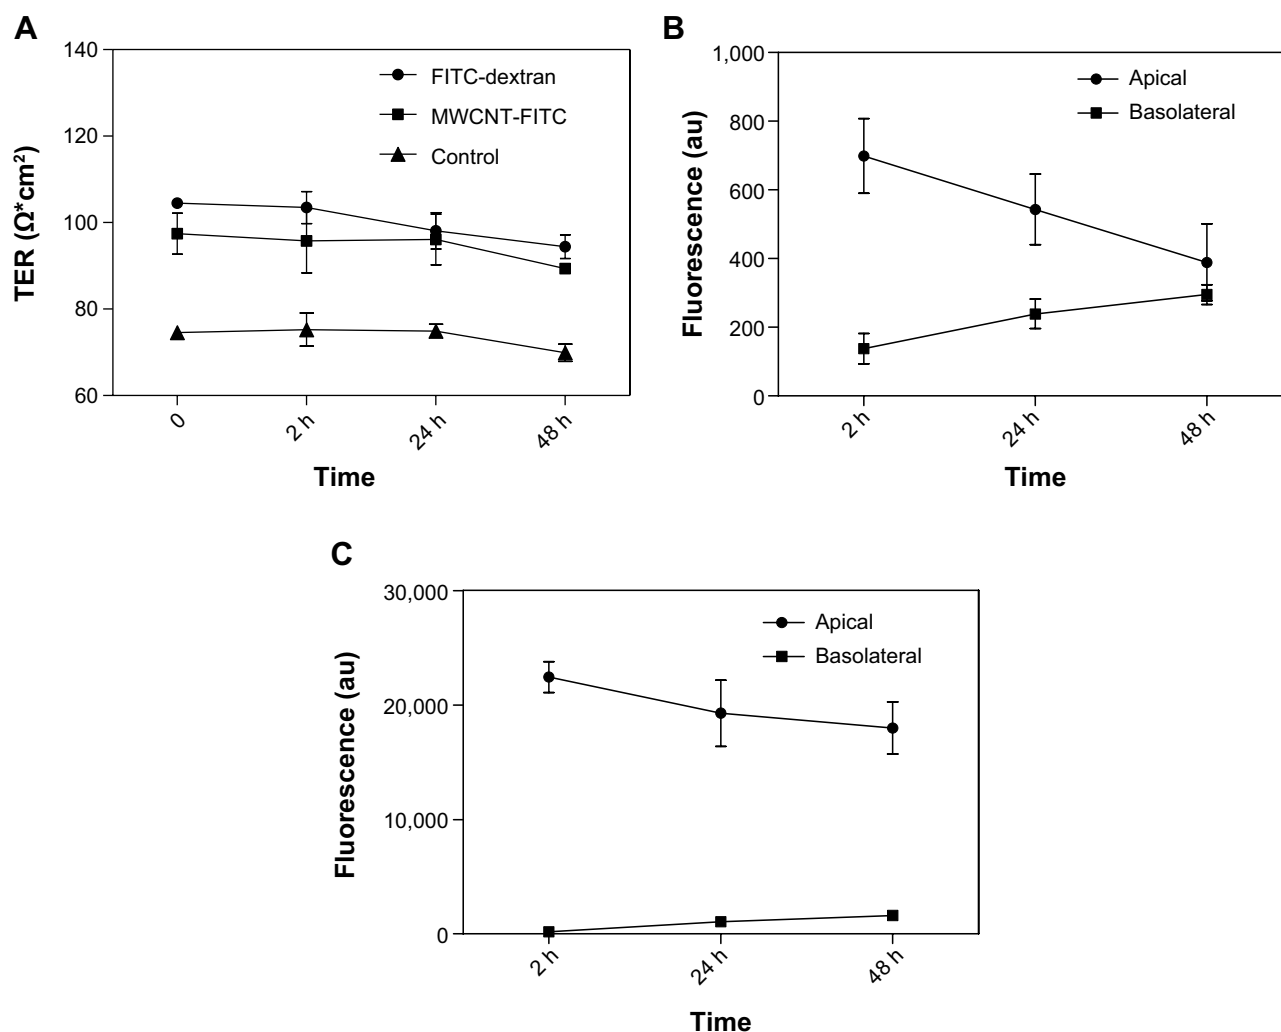 A
TER (Ω*cm²)
140
120
100
80
60
FITC-dextran
MWCNT-FITC
Control
0
2 h
24 h
48 h
Time
B
Fluorescence (au)
1,000
800
600
400
200
0
Apical
Basolateral
2 h
24 h
48 h
Time
C
Fluorescence (au)
30,000
20,000
10,000
0
Apical
Basolateral
2 h
24 h
48 h
Time